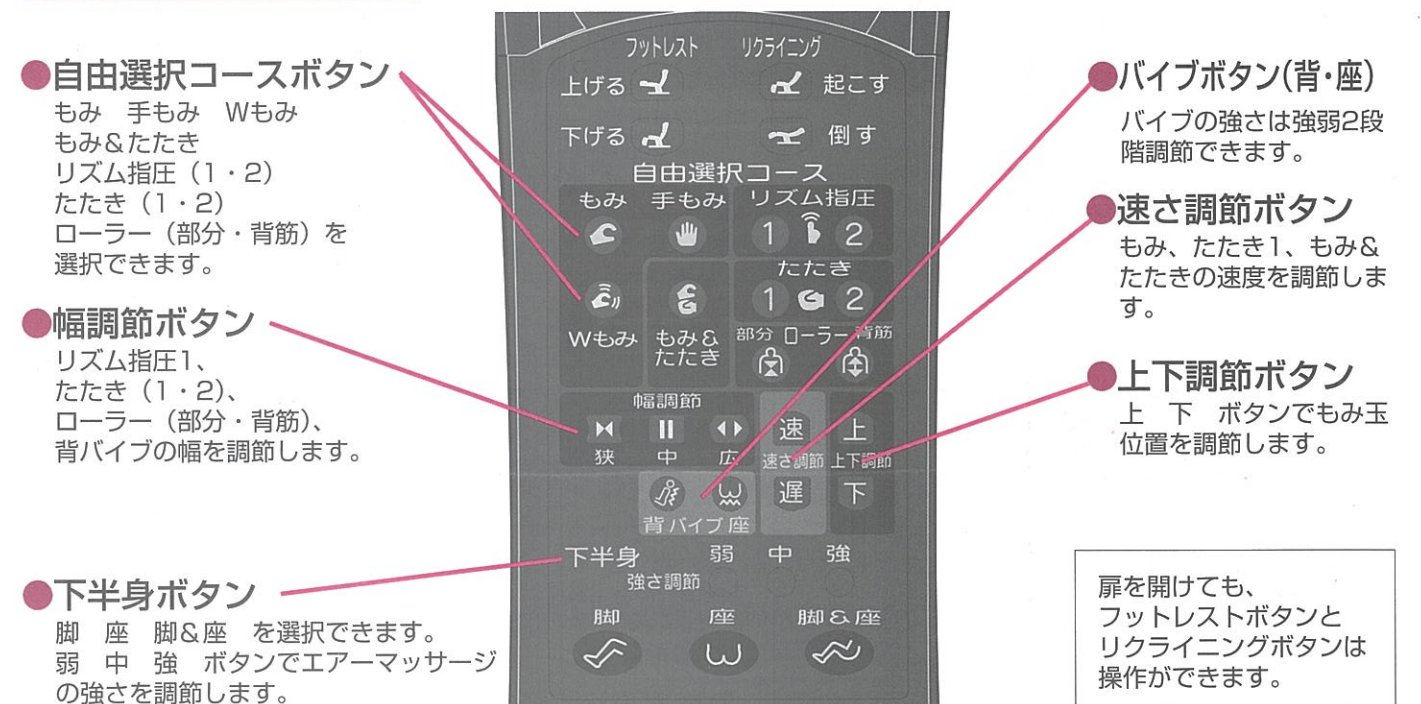 ●自由選択コースボタン
もみ 手もみ Wもみ
もみ&たたき
リズム指圧(1・2)
たたき(1・2)
ローラー(部分・背筋)を
選択できます。
●幅調節ボタン
リズム指圧1、
たたき(1・2)、
ローラー(部分・背筋)、
背バイブの幅を調節します。
●下半身ボタン
脚 座 脚&座 を選択できます。
弱 中 強 ボタンでエアーマッサージ
の強さを調節します。
フットレスト リクライニング
上げる 起こす
下げる 倒す
自由選択コース
もみ 手もみ リズム指圧
1 2
たたき
1 2
Wもみ もみ&
たたき
部分 ローラー 背筋
幅調節
速 上
狭 中 広 速さ調節 上下調節
遅 下
背 バイブ 座
下半身 弱 中 強
強さ調節
脚 座 脚&座
●バイブボタン(背・座)
バイブの強さは強弱2段
階調節できます。
●速さ調節ボタン
もみ、たたき1、もみ&
たたきの速度を調節しま
す。
●上下調節ボタン
上 下 ボタンでもみ玉
位置を調節します。
扉を開けても、
フットレストボタンと
リクライニングボタンは
操作ができます。